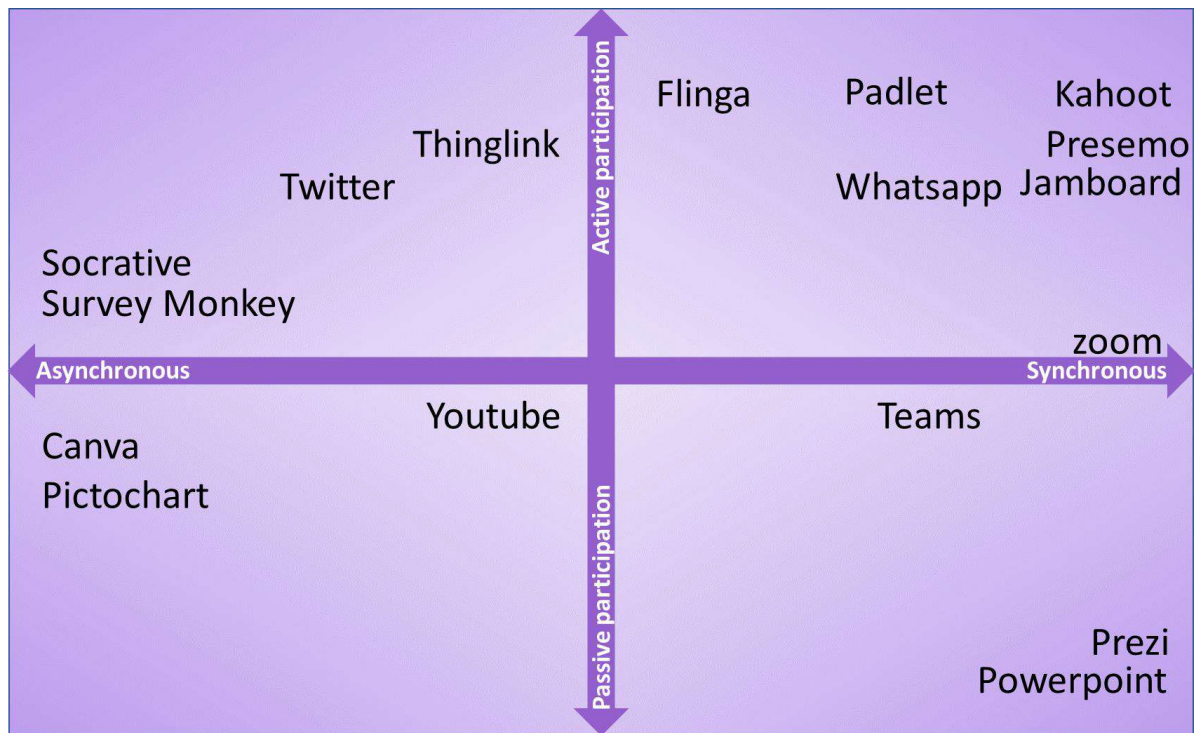 Active participation
Flinga
Padlet
Kahoot
Thinglink
Presemo
Twitter
Whatsapp
Jamboard
Socrative
Survey Monkey
zoom
Asynchronous
Synchronous
Youtube
Teams
Canva
Pictochart
Passive participation
Prezi
Powerpoint